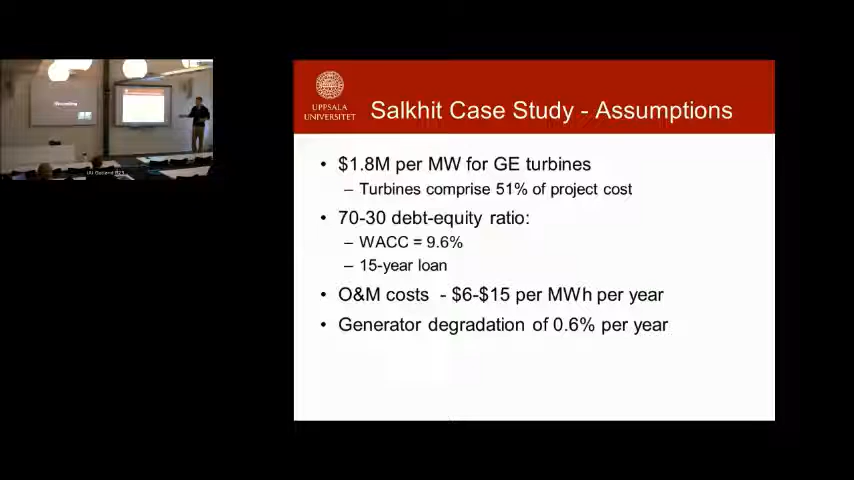 UPPSALA
UNIVERSITET
Salkhit Case Study - Assumptions
• $1.8M per MW for GE turbines
– Turbines comprise 51% of project cost
• 70-30 debt-equity ratio:
– WACC = 9.6%
– 15-year loan
• O&M costs - $6-$15 per MWh per year
• Generator degradation of 0.6% per year